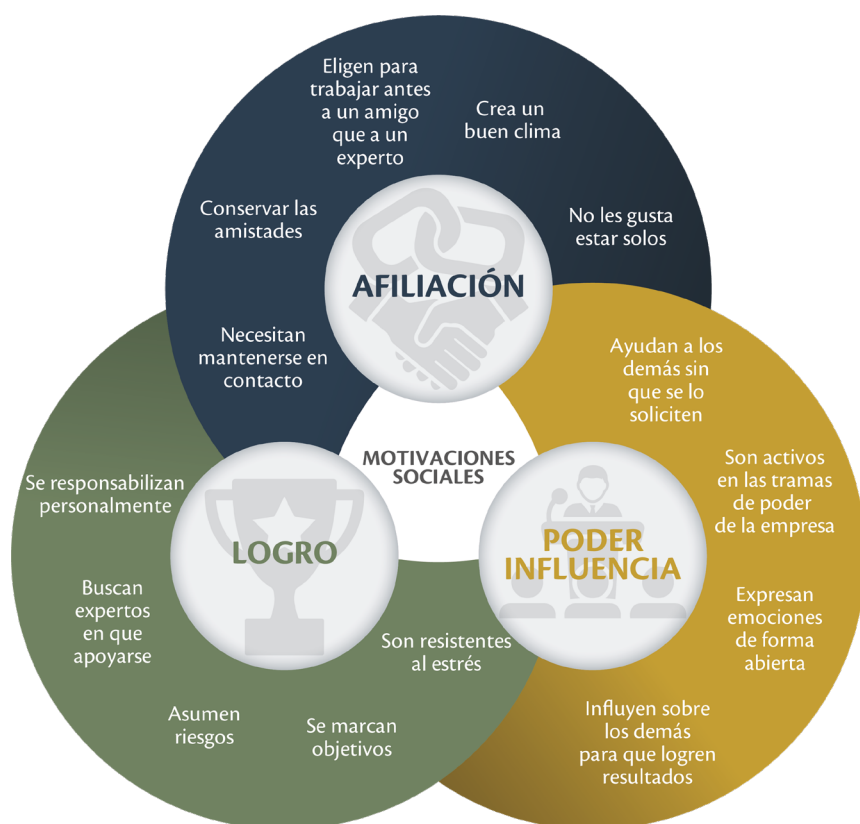 Eligen para
trabajar antes
a un amigo
que a un
experto
Crea un
buen clima
Conservar las
amistades
No les gusta
estar solos
AFILIACIÓN
Necesitan
mantenerse en
contacto
Ayudan a los
demás sin
que se lo
soliciten
MOTIVACIONES
SOCIALES
Son activos
en las tramas
de poder
de la empresa
Se responsabilizan
personalmente
LOGRO
PODER
INFLUENCIA
Buscan
expertos
en que
apoyarse
Expresan
emociones
de forma
abierta
Son resistentes
al estrés
Asumen
riesgos
Se marcan
objetivos
Influyen sobre
los demás
para que logren
resultados